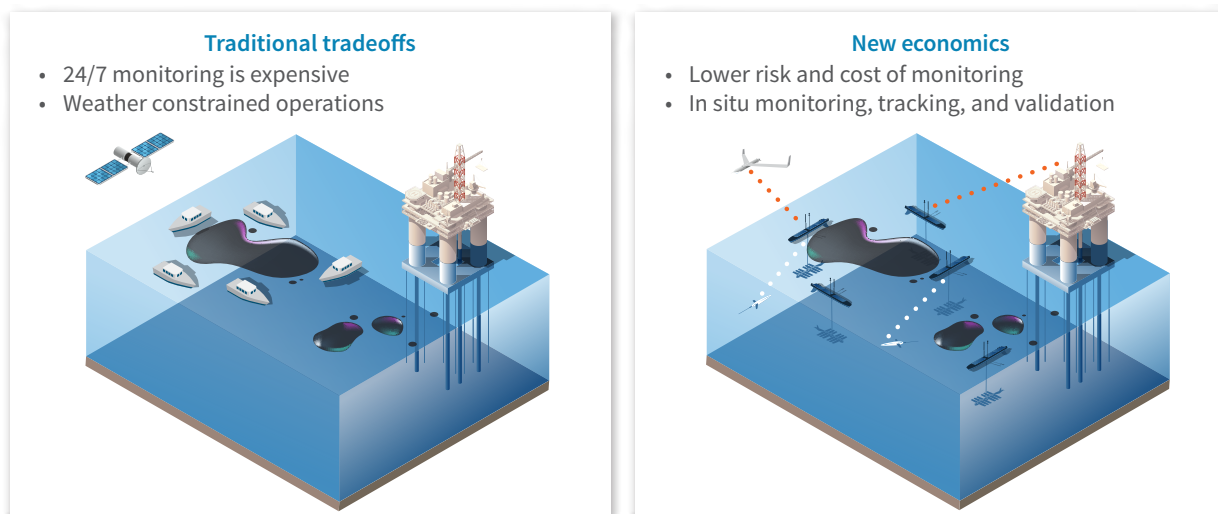 Traditional tradeoffs
• 24/7 monitoring is expensive
• Weather constrained operations
New economics
• Lower risk and cost of monitoring
• In situ monitoring, tracking, and validation